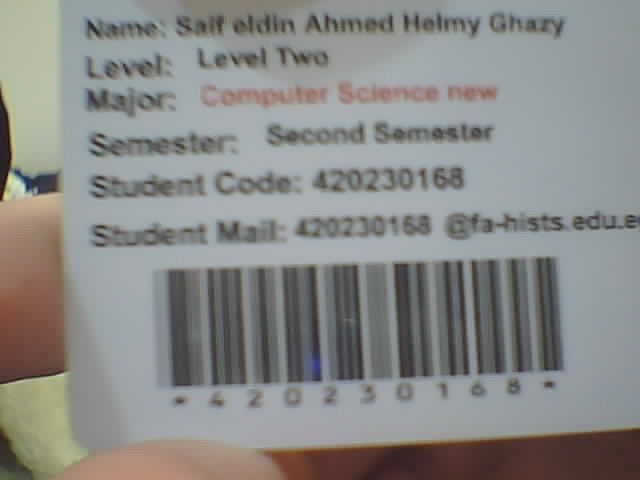 Name: Saif eldin Ahmed Helmy Ghazy
Level: Level Two
Major: Computer Science new
Semester: Second Semester
Student Code: 420230168
Student Mail: 420230168 @fa-hists.edu.e
* 4 2 0 2 3 0 1 6 8 *